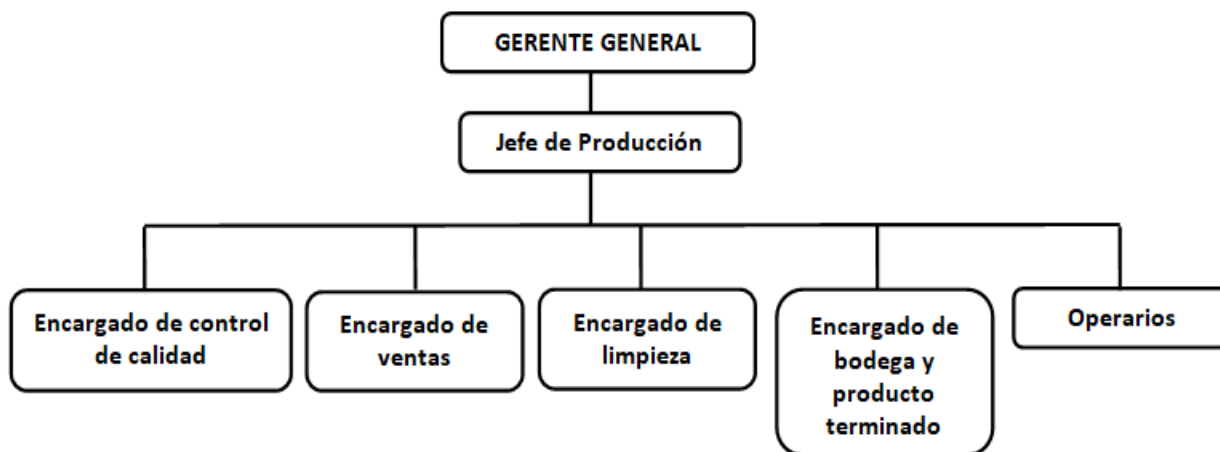 GERENTE GENERAL
Jefe de Producción
Encargado de control
de calidad
Encargado de
ventas
Encargado de
limpieza
Encargado de
bodega y
producto
terminado
Operarios